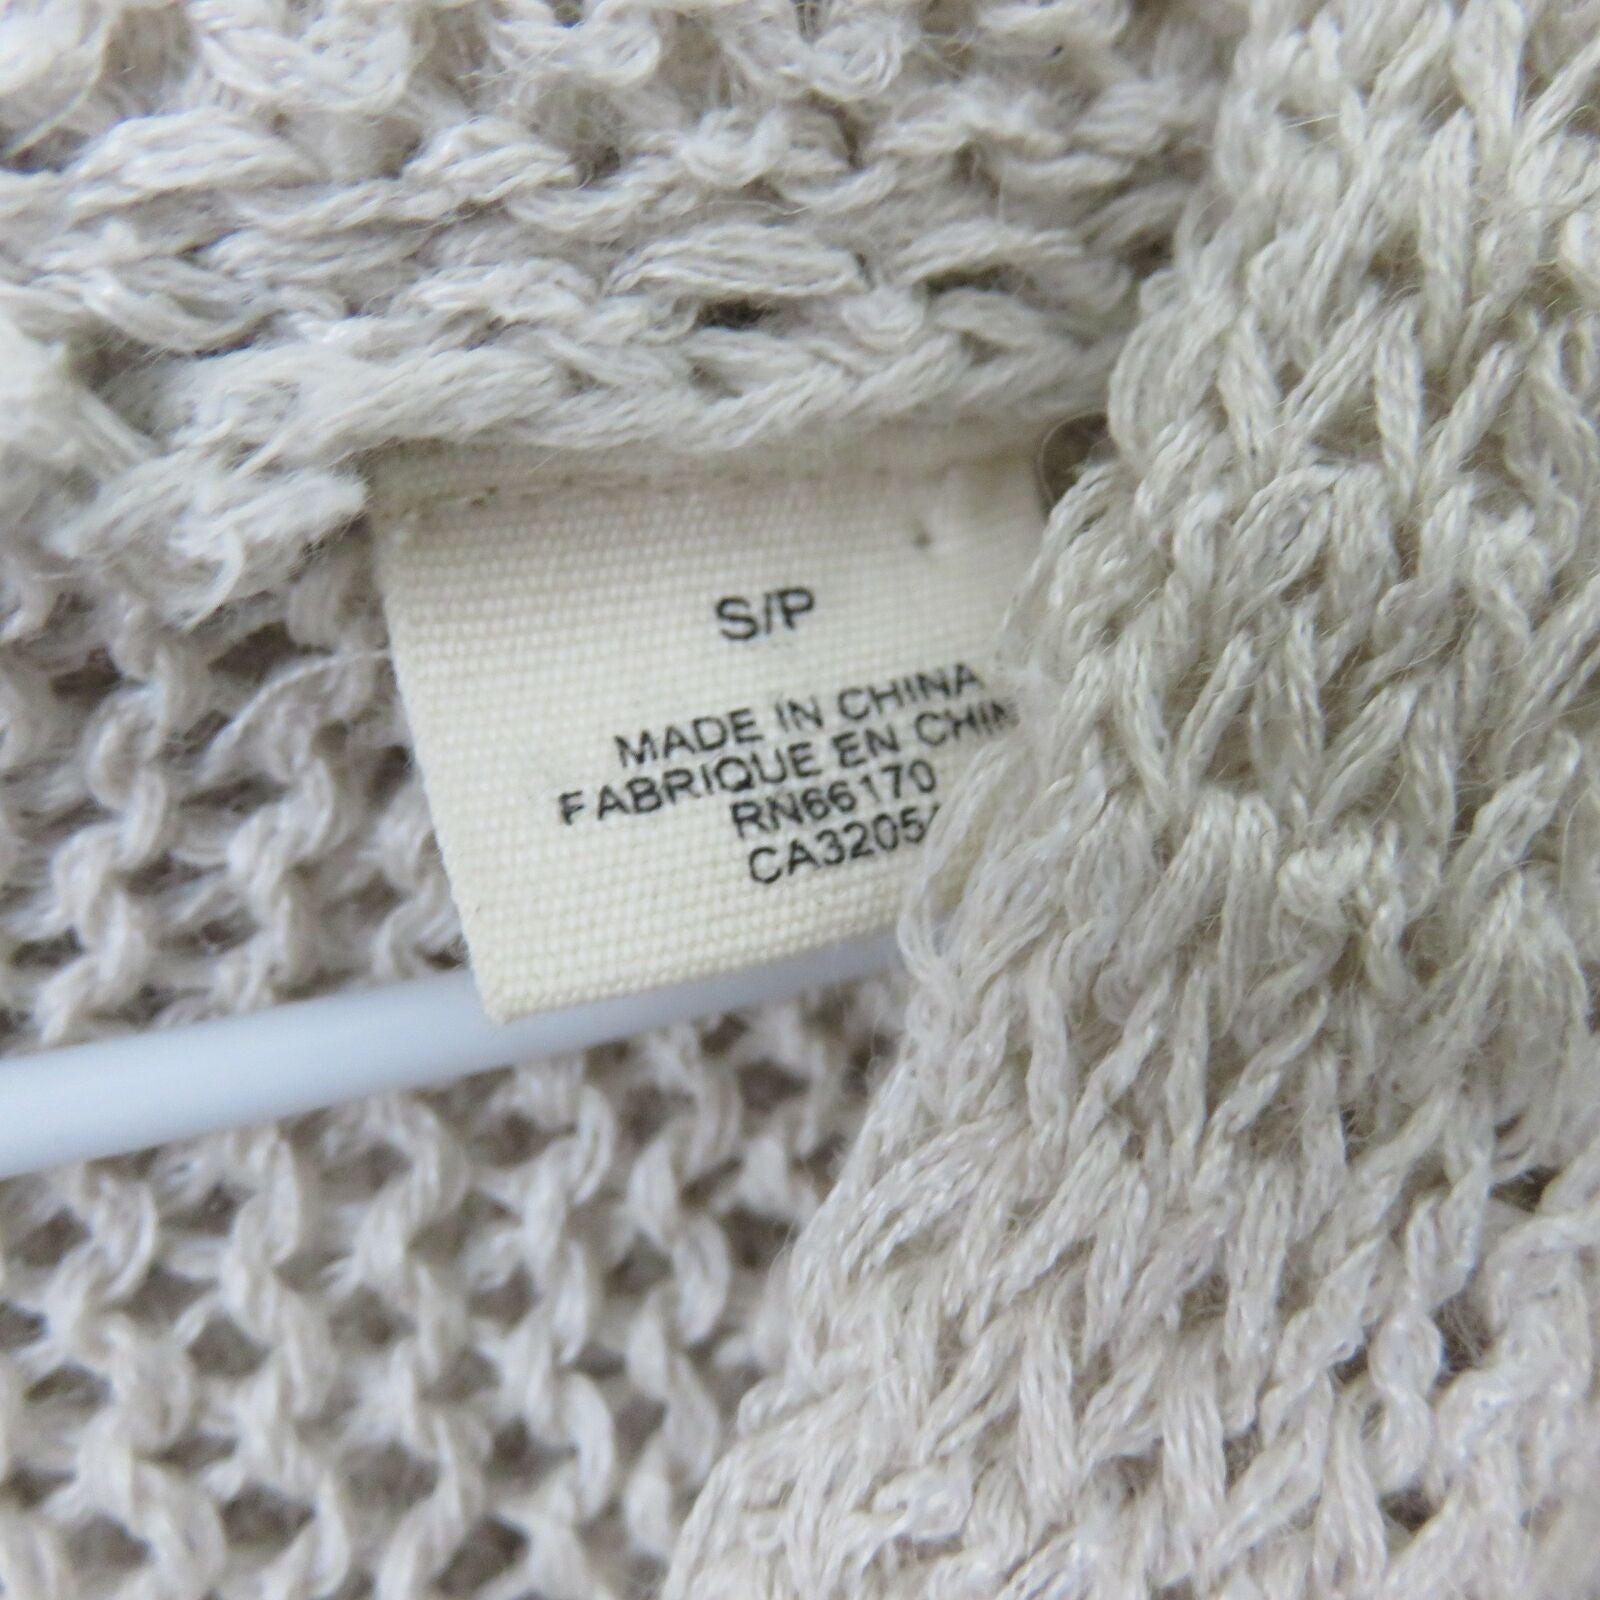 S/P
MADE IN CHINA
FABRIQUE EN CHIN
RN66170
CA3205